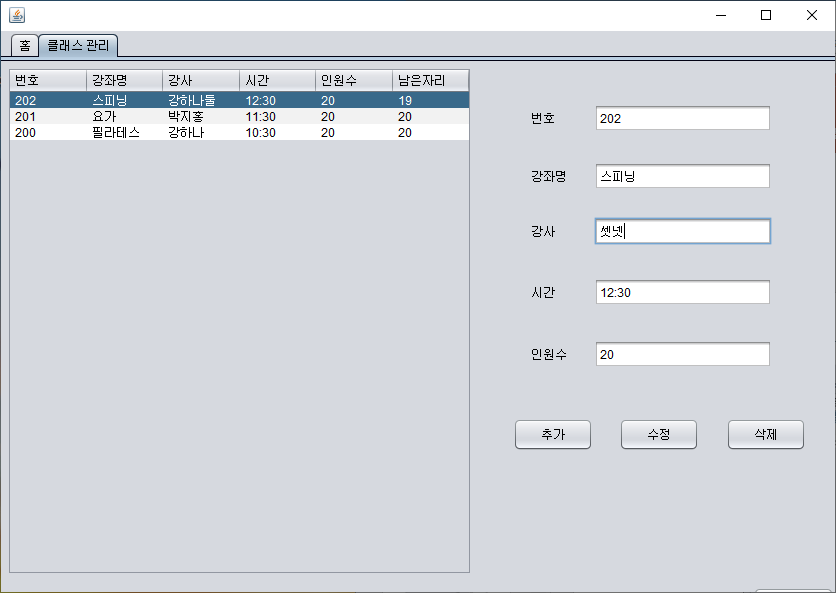 홈 클래스 관리
번호 강좌명 강사 시간 인원수 남은자리
202 스피닝 강하나둘 12:30 20 19
201 요가 박지홍 11:30 20 20
200 필라테스 강하나 10:30 20 20
번호 202
강좌명 스피닝
강사 셋넷
시간 12:30
인원수 20
추가 수정 삭제